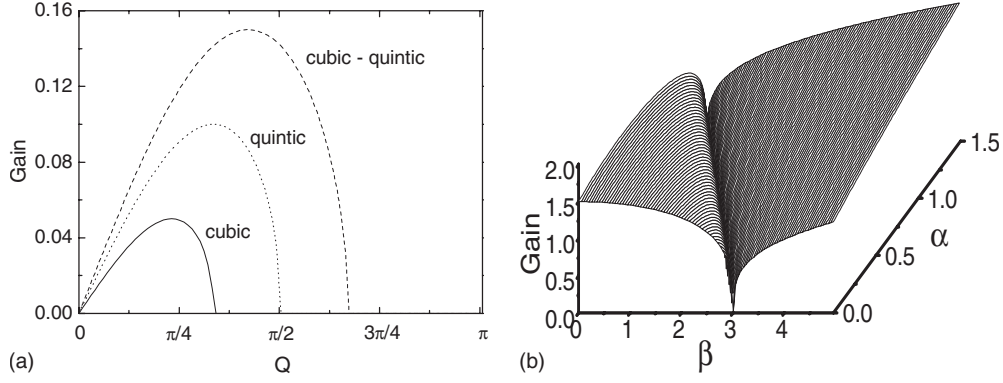 0.16
0.12
0.08
0.04
0.00
Gain
cubic - quintic
quintic
cubic
0
π/4
π/2
3π/4
π
Q
(a)
2.0
1.5
1.0
0.5
0.0
Gain
0
1
2
3
4
β
0.0
0.5
1.0
1.5
α
(b)